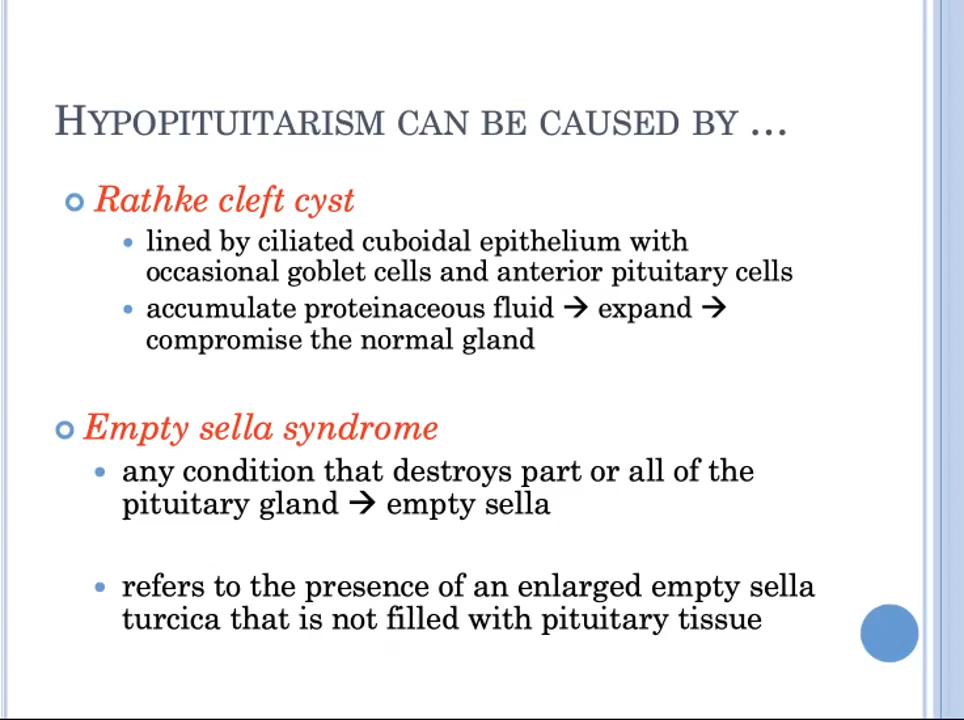 HYPOPITUITARISM CAN BE CAUSED BY ...
Rathke cleft cyst
lined by ciliated cuboidal epithelium with
occasional goblet cells and anterior pituitary cells
accumulate proteinaceous fluid → expand →
compromise the normal gland
Empty sella syndrome
any condition that destroys part or all of the
pituitary gland → empty sella
refers to the presence of an enlarged empty sella
turcica that is not filled with pituitary tissue